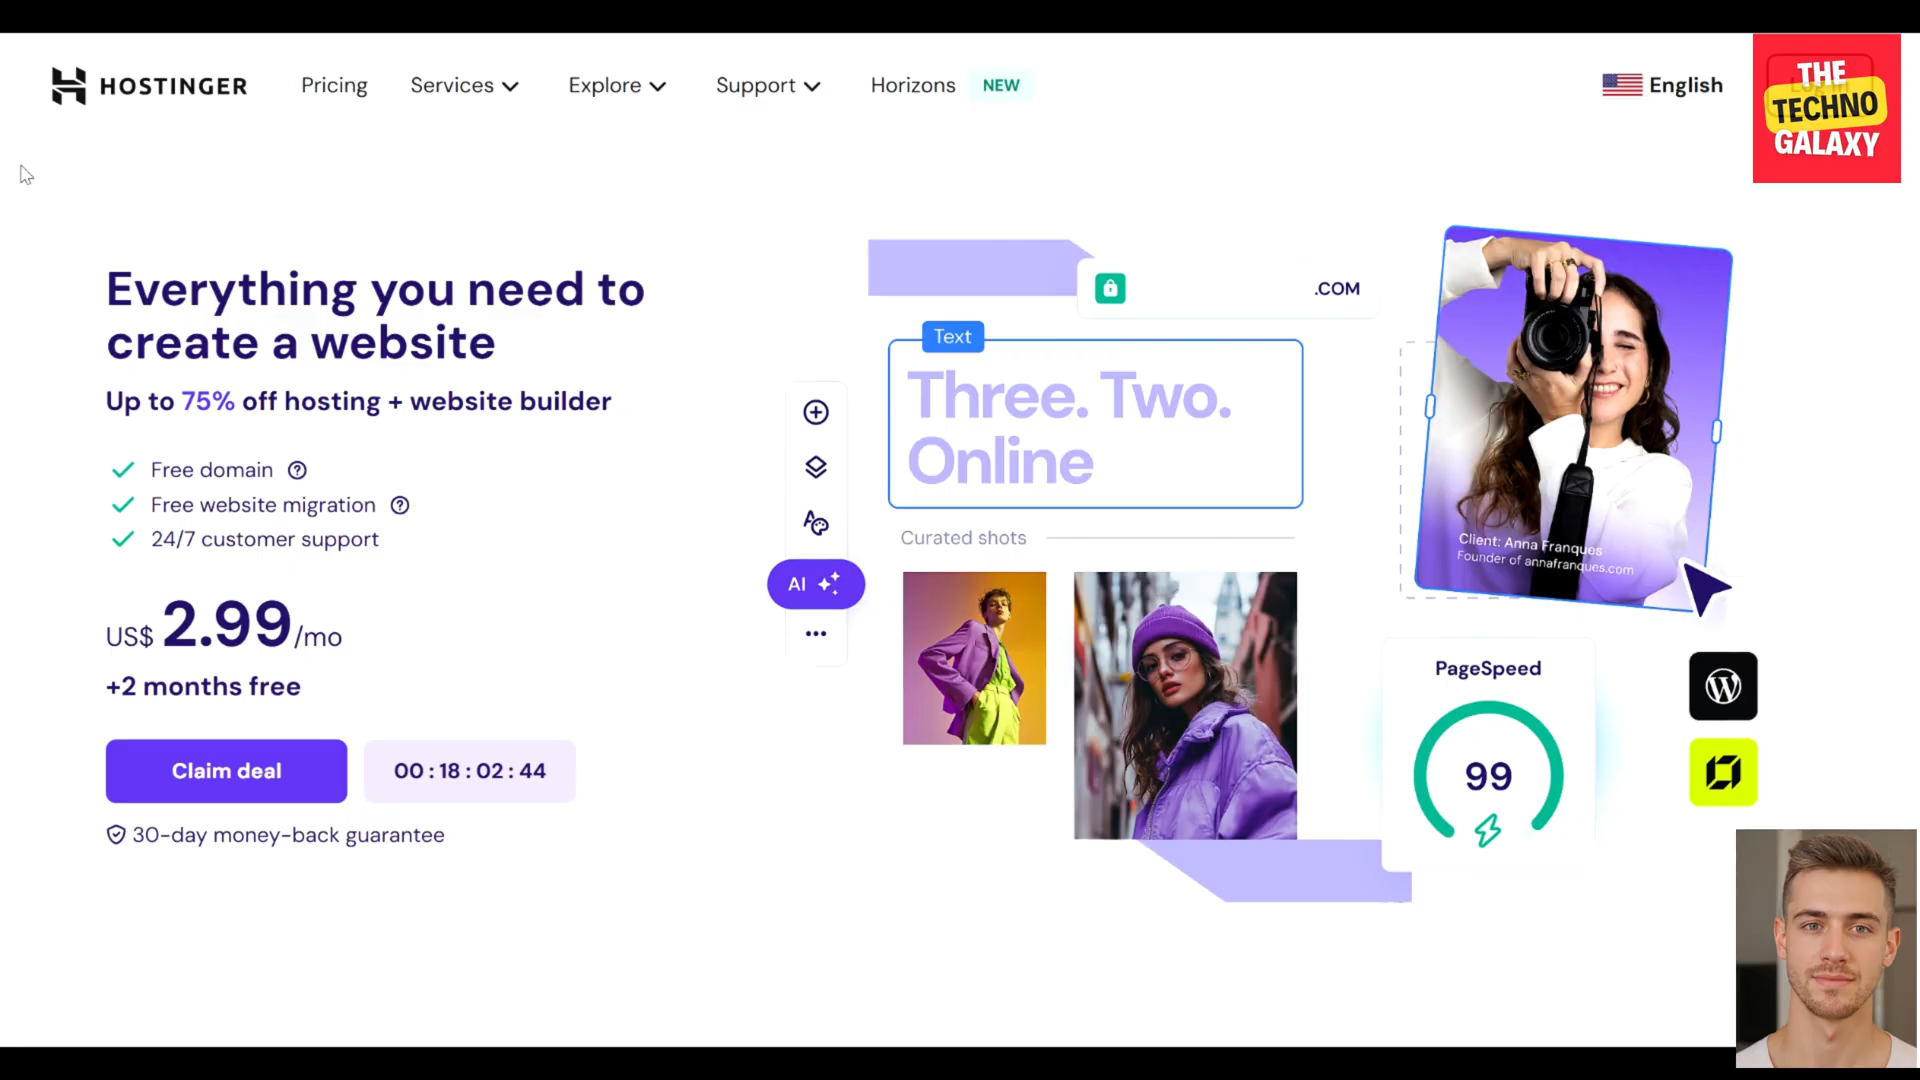 HOSTINGER
Pricing
Services
Explore
Support
Horizons NEW
English
THE
TECHNO
GALAXY
Everything you need to
create a website
Up to 75% off hosting + website builder
Free domain
Free website migration
24/7 customer support
US$ 2.99/mo
+2 months free
Claim deal
00 : 18 : 02 : 44
30-day money-back guarantee
.COM
Text
Three. Two.
Online
AI
Curated shots
Client: Anna Franques
Founder of annafranques.com
PageSpeed
99